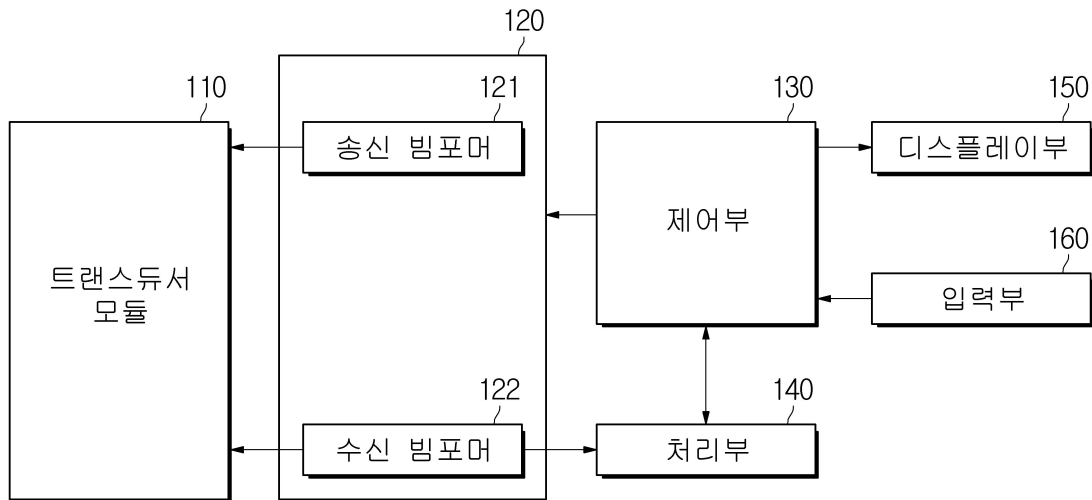 120
110
121
130
150
송신 빔포머
디스플레이부
제어부
160
트랜스듀서
모듈
입력부
122
140
수신 빔포머
처리부